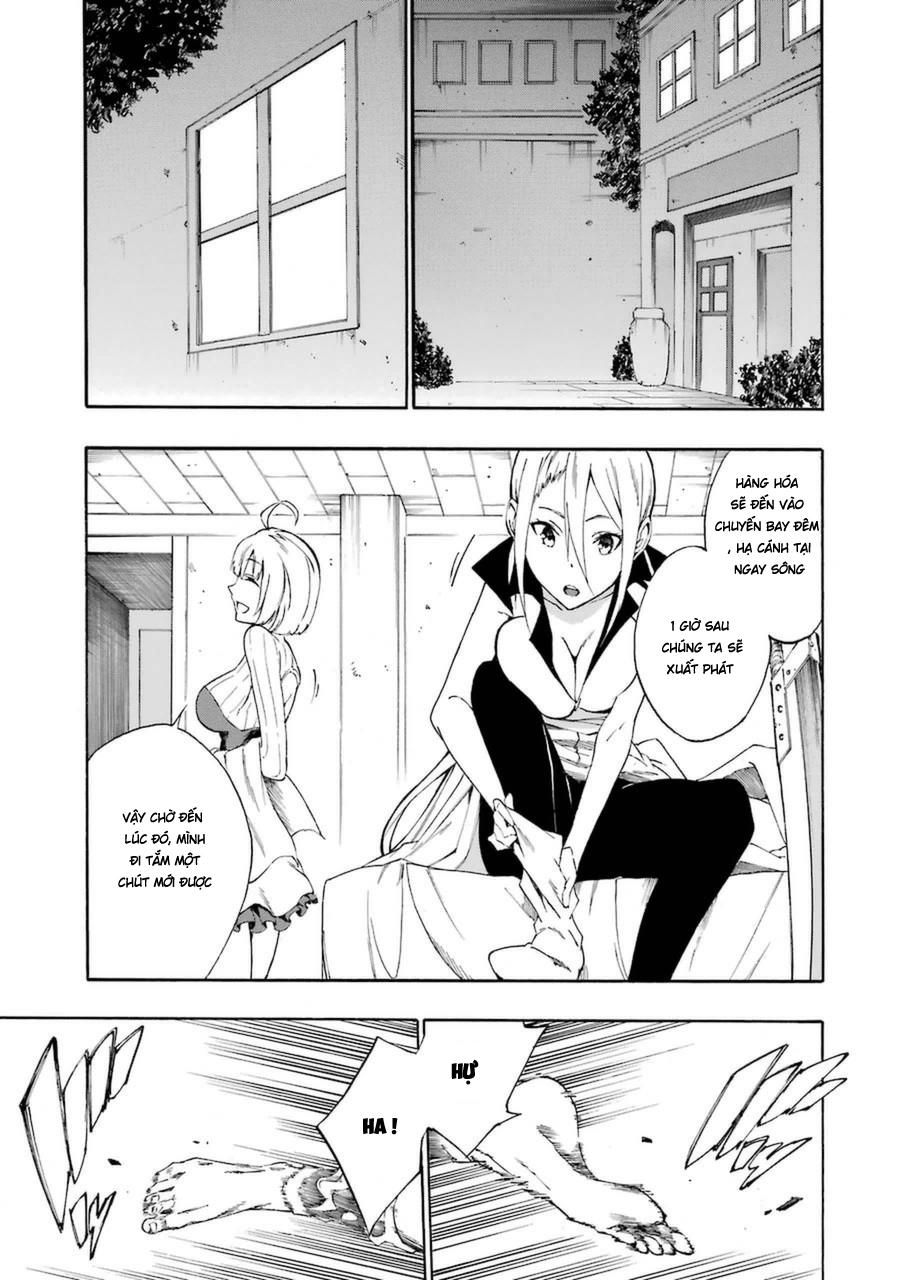 HÀNG HÓA
SẼ ĐẾN VÀO
CHUYẾN BAY ĐÊM
, HẠ CÁNH TẠI
NGAY SÔNG
1 GIỜ SAU
CHÚNG TA SẼ
XUẤT PHÁT
VẬY CHỜ ĐẾN
LÚC ĐÓ, MÌNH
ĐI TẮM MỘT
CHÚT MỚI ĐƯỢC
HỰ
HA !